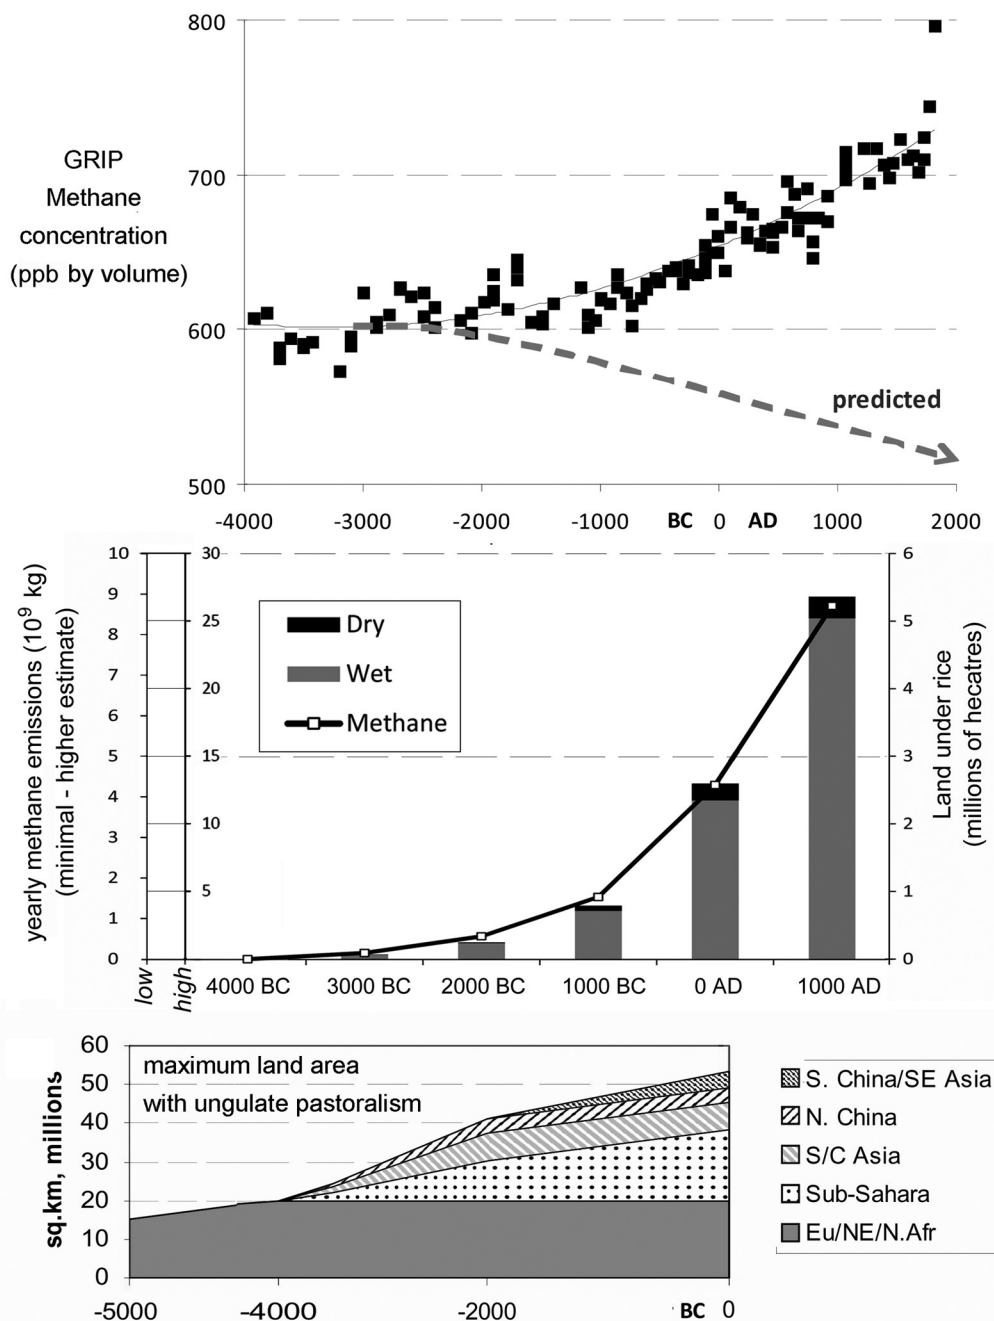 800
700
600
500
GRIP
Methane
concentration
(ppb by volume)
predicted
-4000 -3000 -2000 -1000 BC 0 AD 1000 2000
yearly methane emissions (10⁹ kg)
(minimal - higher estimate)
10
9
8
7
6
5
4
3
2
1
0
30
25
20
15
10
5
0
low
high
Dry
Wet
Methane
6
5
4
3
2
1
0
Land under rice
(millions of hecatres)
4000 BC 3000 BC 2000 BC 1000 BC 0 AD 1000 AD
sq.km, millions
60
50
40
30
20
10
0
maximum land area
with ungulate pastoralism
-5000 -4000 -2000 BC 0
S. China/SE Asia
N. China
S/C Asia
Sub-Sahara
Eu/NE/N.Afr